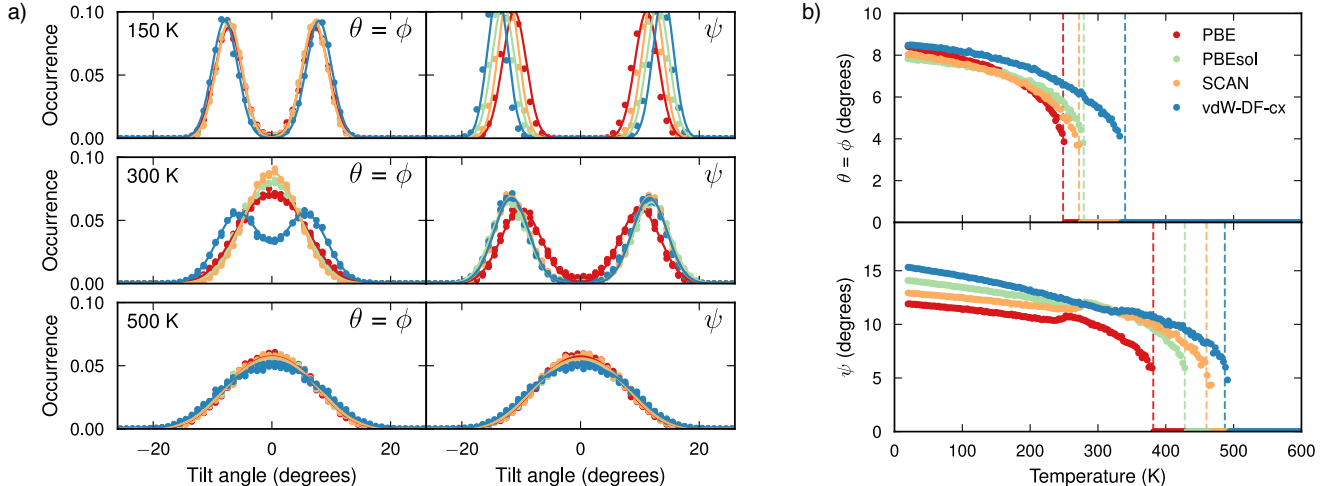 a)
b)
150 K
θ = ϕ
ψ
0.10
0.05
0.00
Occurrence
300 K
θ = ϕ
ψ
0.10
0.05
0.00
Occurrence
500 K
θ = ϕ
ψ
0.10
0.05
0.00
Occurrence
−20 0 20
−20 0 20
Tilt angle (degrees)
Tilt angle (degrees)
10
8
6
4
2
0
θ = ϕ (degrees)
PBE
PBEsol
SCAN
vdW-DF-cx
15
10
5
0
ψ (degrees)
0 100 200 300 400 500 600
Temperature (K)